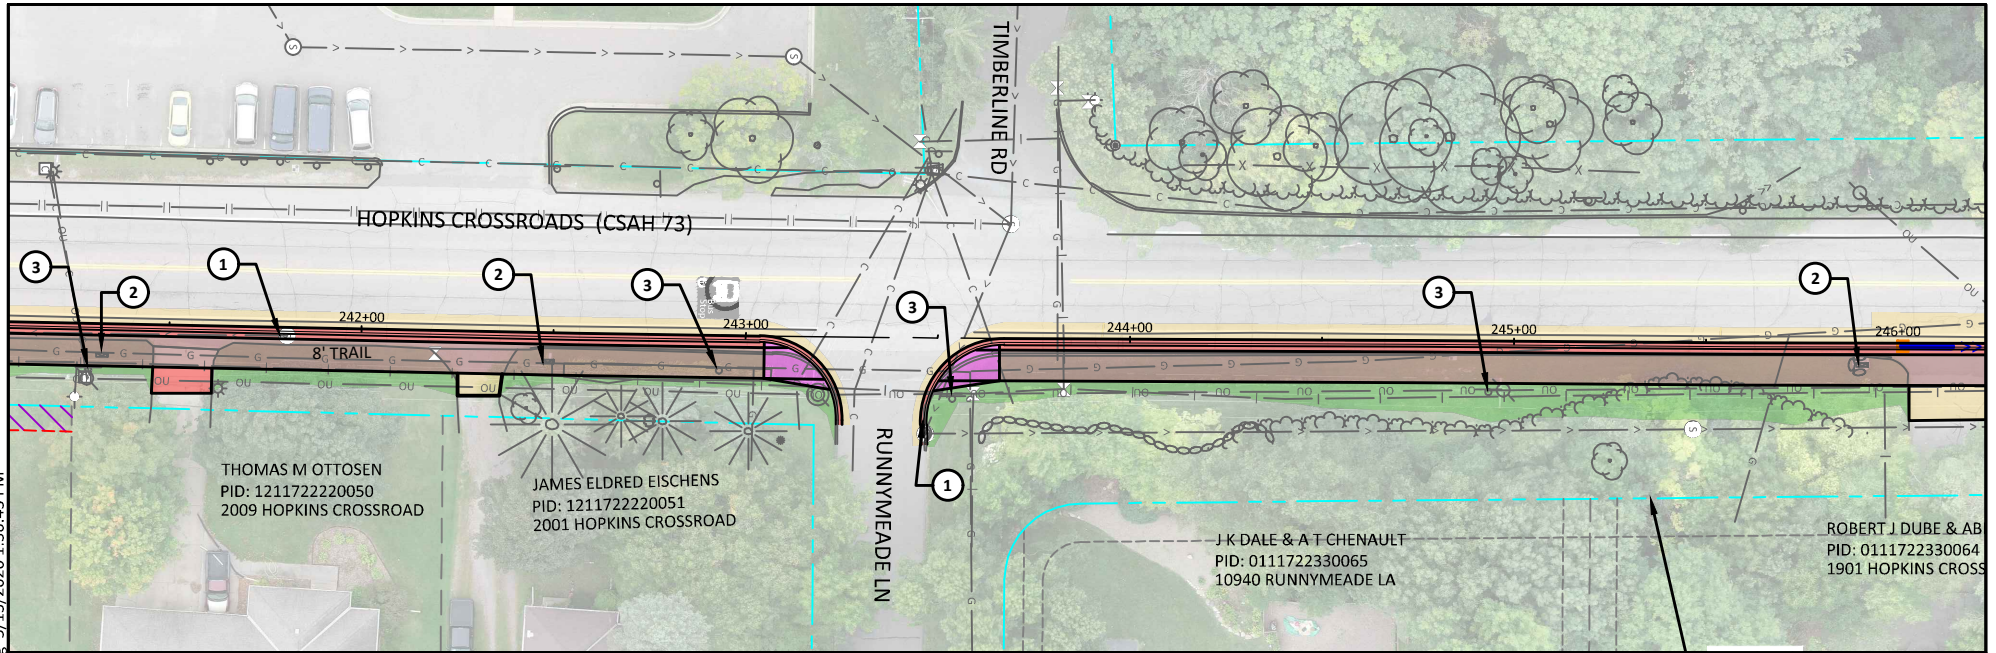 TIMBERLINE RD
HOPKINS CROSSROADS (CSAH 73)
3
2
1
2
3
3
3
2
242+00
243+00
244+00
245+00
246+00
8' TRAIL
Bus
Stop
1
RUNNYMEADE LN
THOMAS M OTTOSEN
PID: 1211722220050
2009 HOPKINS CROSSROAD
JAMES ELDRED EISCHENS
PID: 1211722220051
2001 HOPKINS CROSSROAD
J K DALE & A T CHENAULT
PID: 0111722330065
10940 RUNNYMEADE LA
ROBERT J DUBE & AB
PID: 0111722330064
1901 HOPKINS CROSS